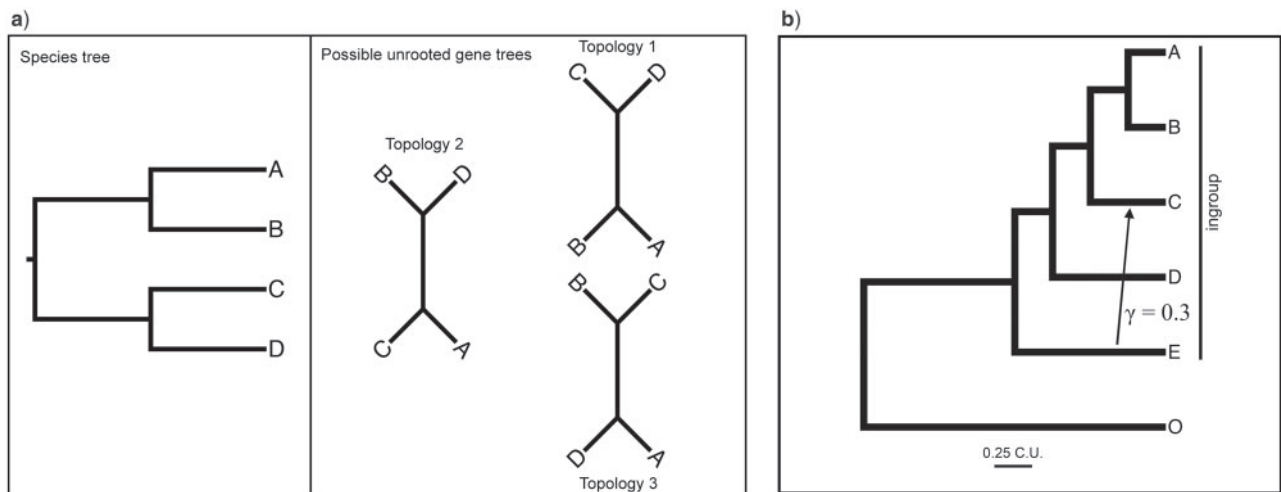 a)
Species tree
A
B
C
D
Possible unrooted gene trees
Topology 1
C D
B A
Topology 2
B D
C A
B C
D A
Topology 3
b)
A
B
C
D
γ = 0.3
E
O
ingroup
0.25 C.U.